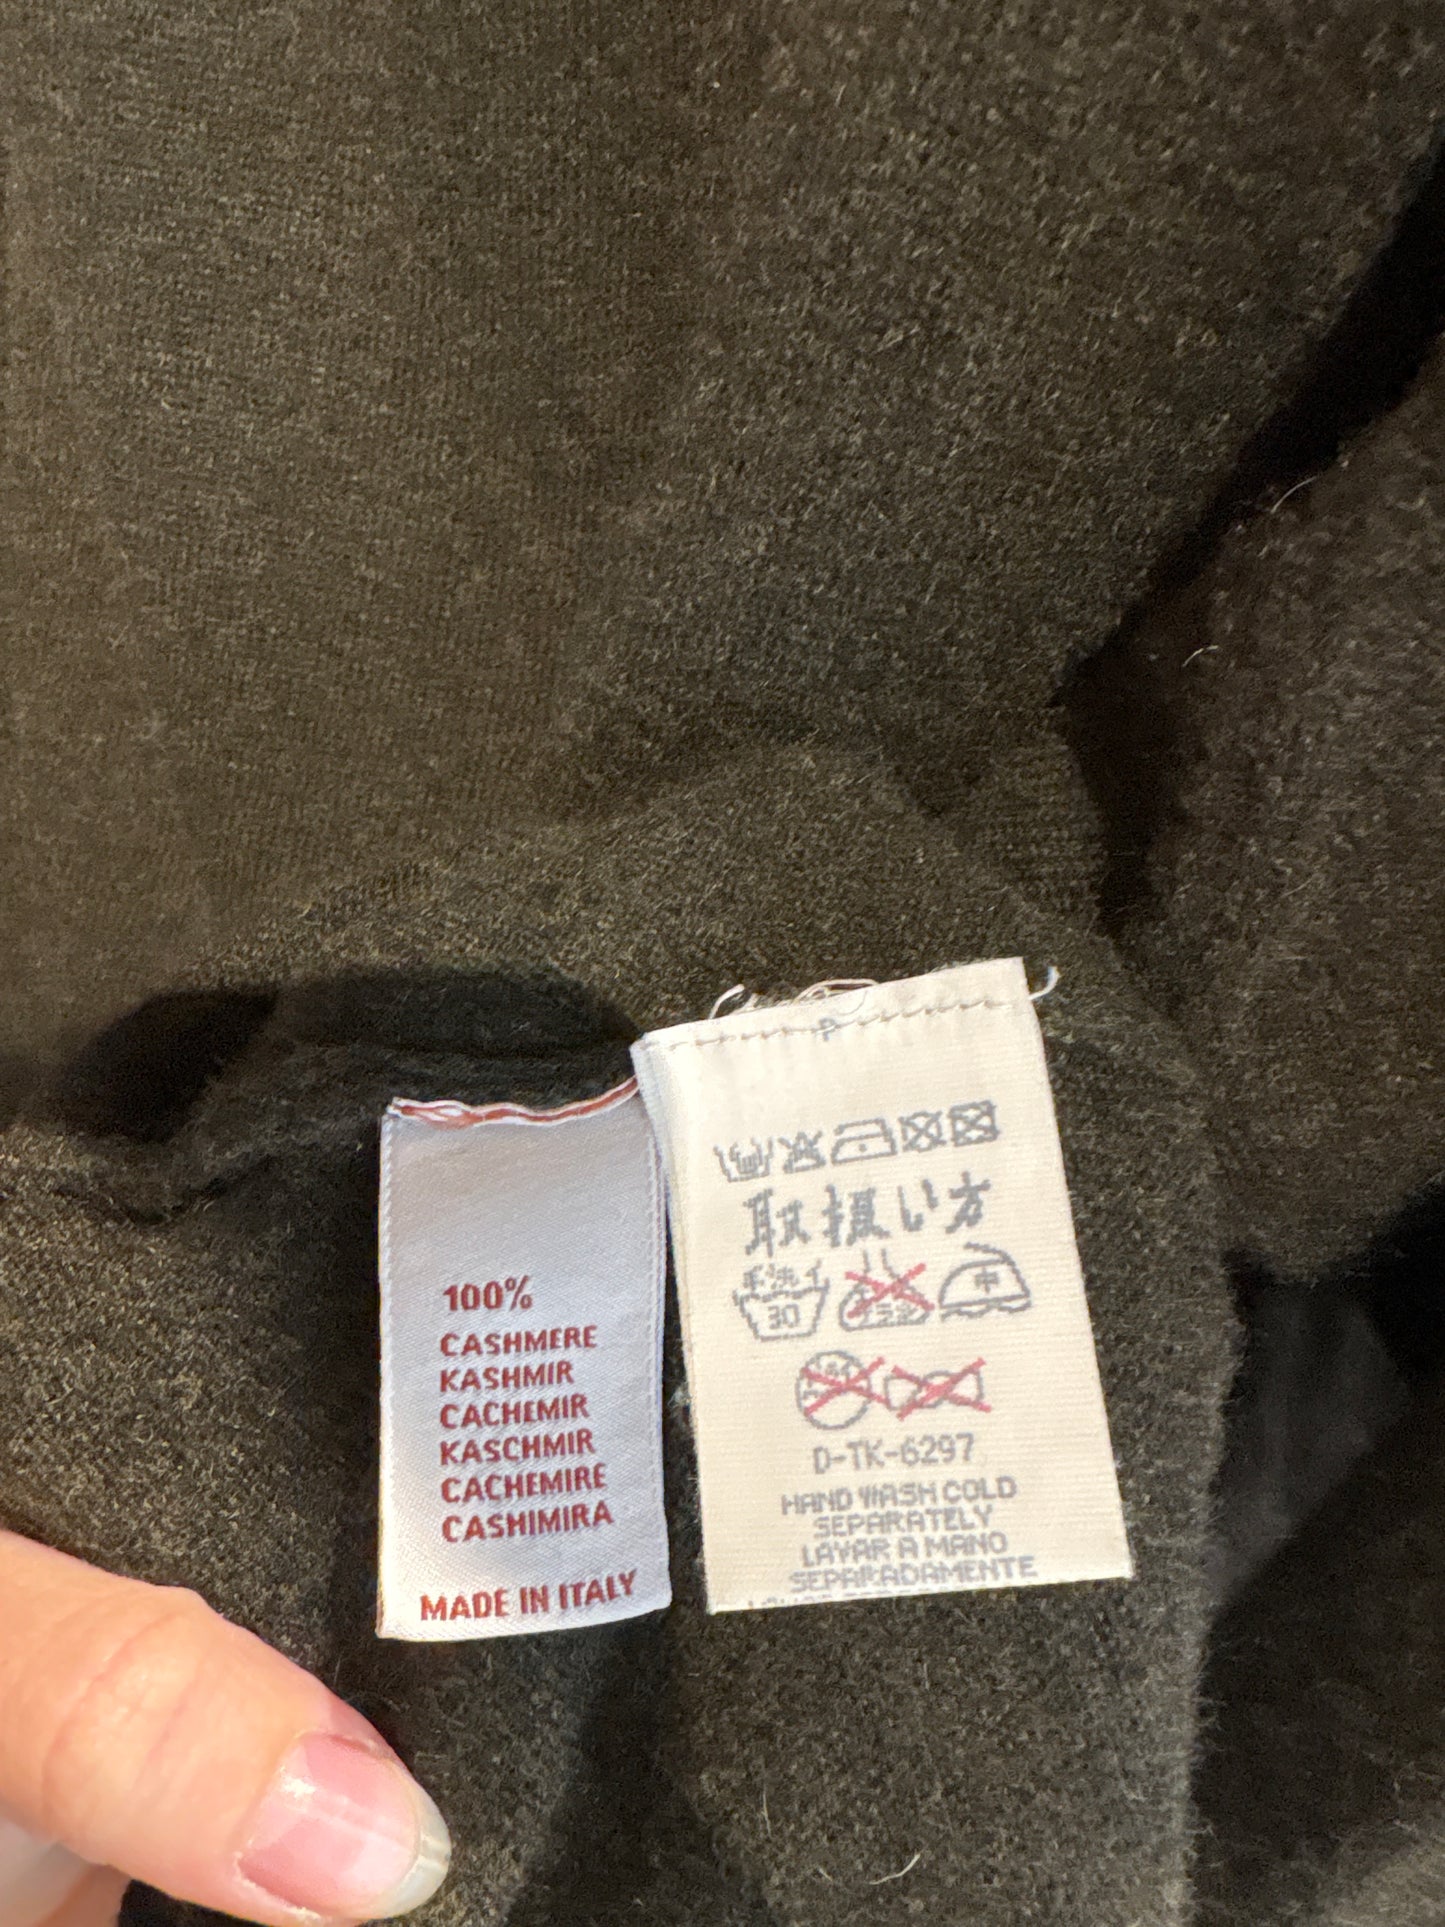 100%
CASHMERE
KASHMIR
CACHEMIR
KASCHMIR
CACHEMIRE
CASHIMIRA
MADE IN ITALY
取扱い方
手洗イ
30
中
D-TK-6297
HAND WASH COLD
SEPARATELY
LAVAR A MANO
SEPARADAMENTE